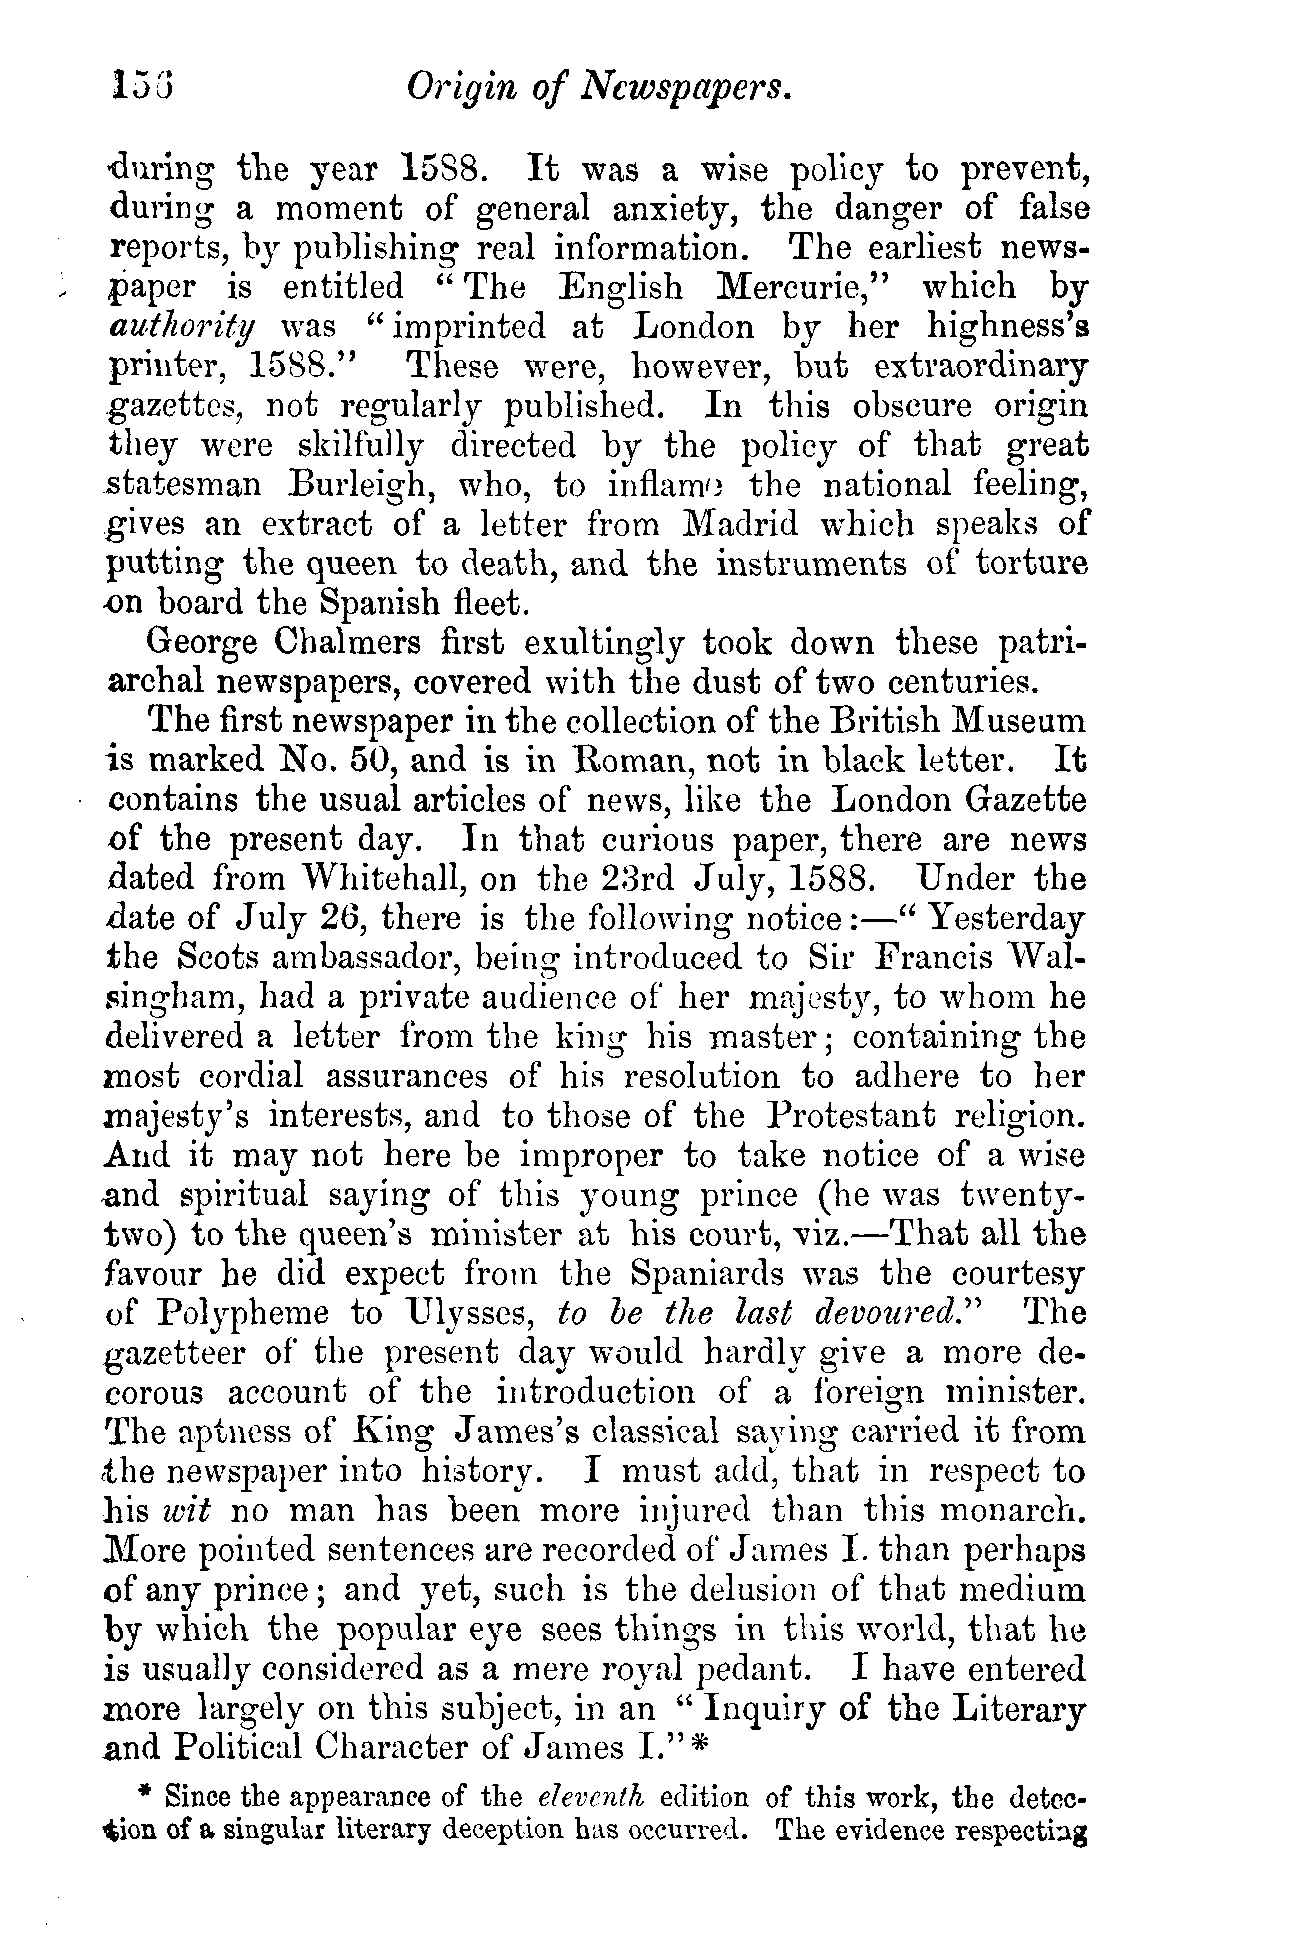 156 Origin of Newspapers.
during the year 1588. It was a wise policy to prevent,
during a moment of general anxiety, the danger of false
reports, by publishing real information. The earliest news-
paper is entitled “The English Mercurie,” which by
authority was “imprinted at London by her highness’s
printer, 1588.” These were, however, but extraordinary
gazettes, not regularly published. In this obscure origin
they were skilfully directed by the policy of that great
statesman Burleigh, who, to inflame the national feeling,
gives an extract of a letter from Madrid which speaks of
putting the queen to death, and the instruments of torture
on board the Spanish fleet.
George Chalmers first exultingly took down these patri-
archal newspapers, covered with the dust of two centuries.
The first newspaper in the collection of the British Museum
is marked No. 50, and is in Roman, not in black letter. It
contains the usual articles of news, like the London Gazette
of the present day. In that curious paper, there are news
dated from Whitehall, on the 23rd July, 1588. Under the
date of July 26, there is the following notice:—“Yesterday
the Scots ambassador, being introduced to Sir Francis Wal-
singham, had a private audience of her majesty, to whom he
delivered a letter from the king his master; containing the
most cordial assurances of his resolution to adhere to her
majesty’s interests, and to those of the Protestant religion.
And it may not here be improper to take notice of a wise
and spiritual saying of this young prince (he was twenty-
two) to the queen’s minister at his court, viz.—That all the
favour he did expect from the Spaniards was the courtesy
of Polypheme to Ulysses, to be the last devoured.” The
gazetteer of the present day would hardly give a more de-
corous account of the introduction of a foreign minister.
The aptness of King James’s classical saying carried it from
the newspaper into history. I must add, that in respect to
his wit no man has been more injured than this monarch.
More pointed sentences are recorded of James I. than perhaps
of any prince; and yet, such is the delusion of that medium
by which the popular eye sees things in this world, that he
is usually considered as a mere royal pedant. I have entered
more largely on this subject, in an “Inquiry of the Literary
and Political Character of James I.”*
* Since the appearance of the eleventh edition of this work, the detec-
tion of a singular literary deception has occurred. The evidence respecting